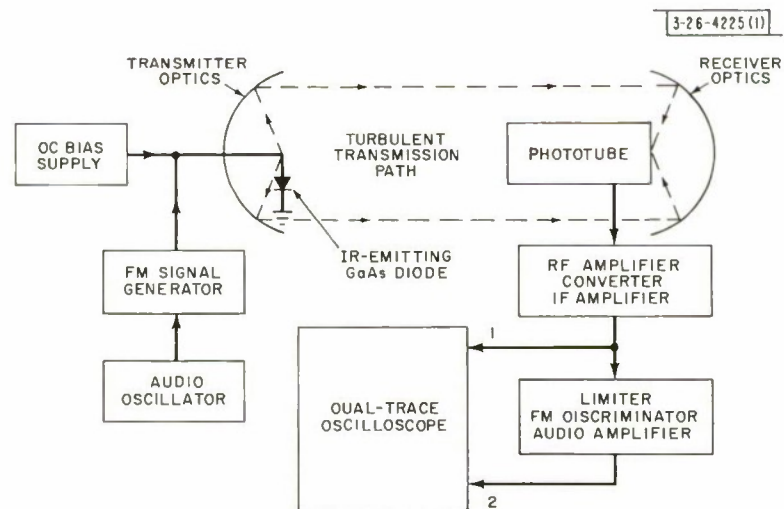 3-26-4225(1)
TRANSMITTER
OPTICS
RECEIVER
OPTICS
OC BIAS
SUPPLY
TURBULENT
TRANSMISSION
PATH
PHOTOTUBE
IR-EMITTING
GaAs DIODE
FM SIGNAL
GENERATOR
RF AMPLIFIER
CONVERTER
IF AMPLIFIER
1
AUDIO
OSCILLATOR
OUAL-TRACE
OSCILLOSCOPE
LIMITER
FM OISCRIMINATOR
AUDIO AMPLIFIER
2